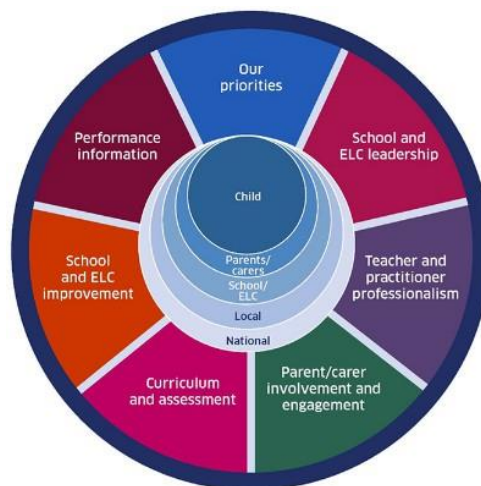 Our
priorities
School and
ELC leadership
Teacher and
practitioner
professionalism
Parent/carer
involvement and
engagement
Curriculum
and assessment
School
and ELC
improvement
Performance
information
Child
Parents/
carers
School/
ELC
Local
National